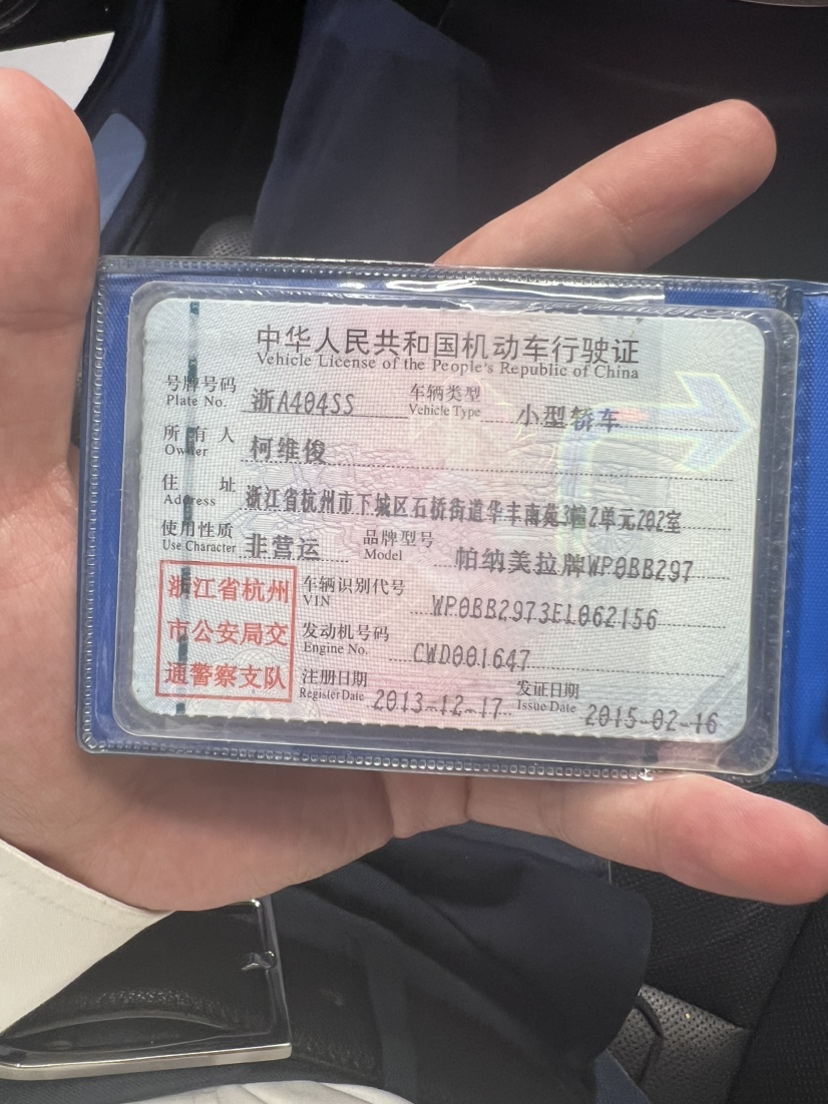 中华人民共和国机动车行驶证
Vehicle License of the People's Republic of China
号牌号码 浙A404SS 车辆类型 小型轿车
Plate No. Vehicle Type
所有人 柯维俊
Owner
住址 浙江省杭州市下城区石桥街道华丰南苑3幢2单元202室
Address
使用性质 非营运 品牌型号 帕纳美拉牌WP0BB297
Use Character Model
浙江省杭州 车辆识别代号 WP0BB2973EL062156
VIN
市公安局交 发动机号码 CWD001647
Engine No.
通警察支队 注册日期 2013-12-17 发证日期 2015-02-16
Register Date Issue Date